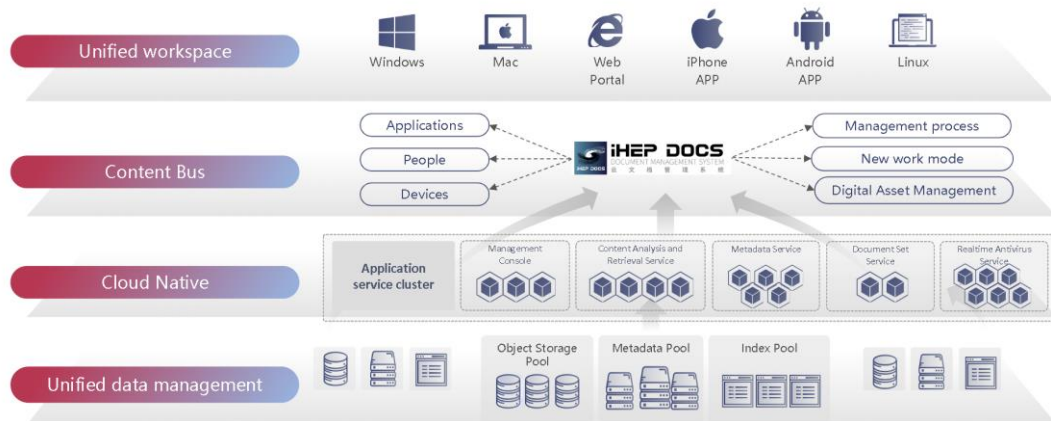 Unified workspace
Windows
Mac
Web
Portal
iPhone
APP
Android
APP
Linux
Content Bus
Applications
People
Devices
iHEP DOCS
iHEP DOCS
DOCUMENT MANAGEMENT SYSTEM
Management process
New work mode
Digital Asset Management
Cloud Native
Application
service cluster
Management
Console
Content Analysis and
Retrieval Service
Metadata Service
Document Set
Service
Realtime Antivirus
Service
Unified data management
Object Storage
Pool
Metadata Pool
Index Pool